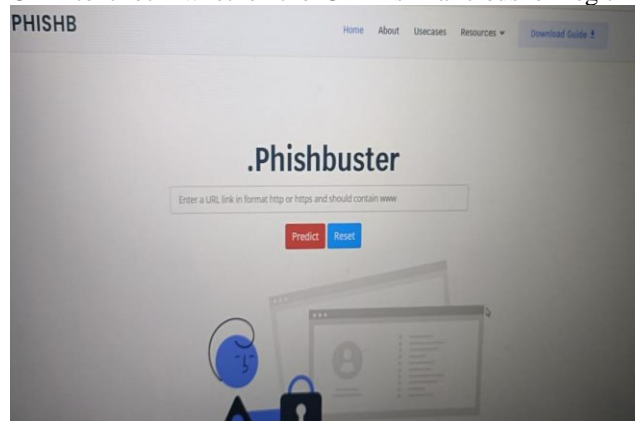 PHISHB
Home About Usecases Resources Download Guide
.Phishbuster
Enter a URL link in format http or https and should contain www
Predict Reset